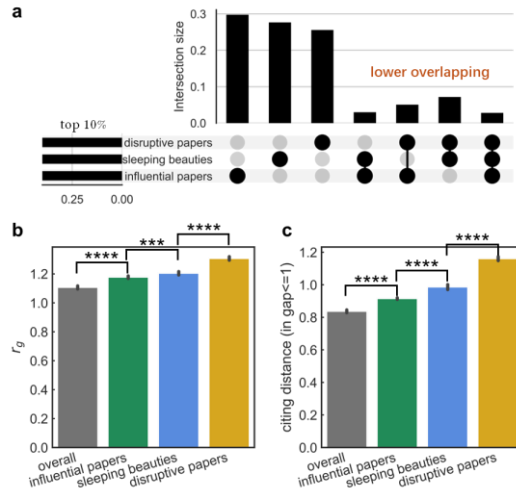 a
Intersection size
0.3
0.2
0.1
0.0
lower overlapping
top 10%
disruptive papers
sleeping beauties
influential papers
0.25
0.00
b
r_g
1.2
1.0
0.8
0.6
0.4
0.2
0.0
****
***
****
overall
influential papers
sleeping beauties
disruptive papers
c
citing distance (in gap<=1)
1.2
1.0
0.8
0.6
0.4
0.2
0.0
****
****
****
overall
influential papers
sleeping beauties
disruptive papers